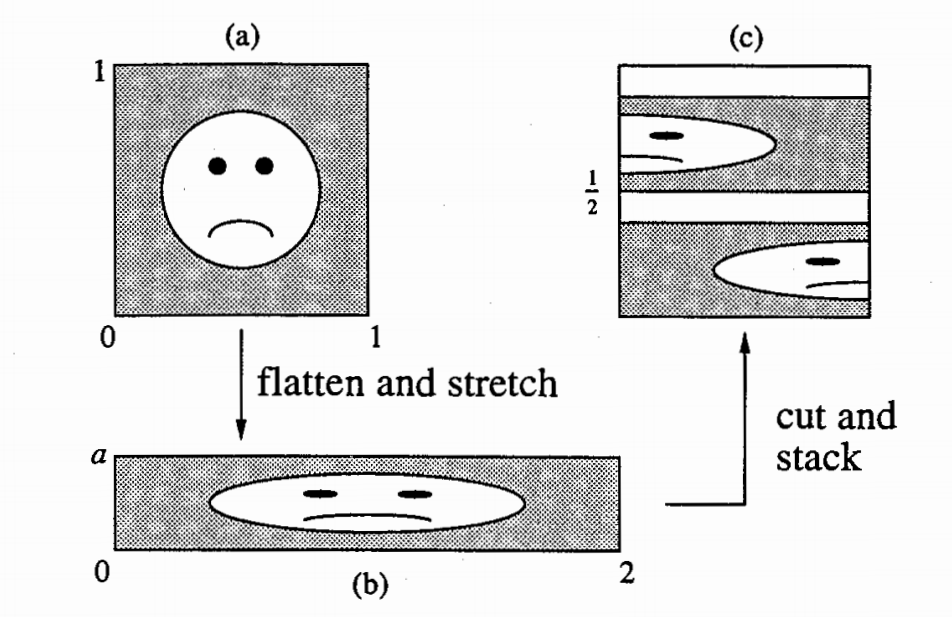 (a)
(c)
1
1/2
0
1
flatten and stretch
cut and
stack
a
0
2
(b)